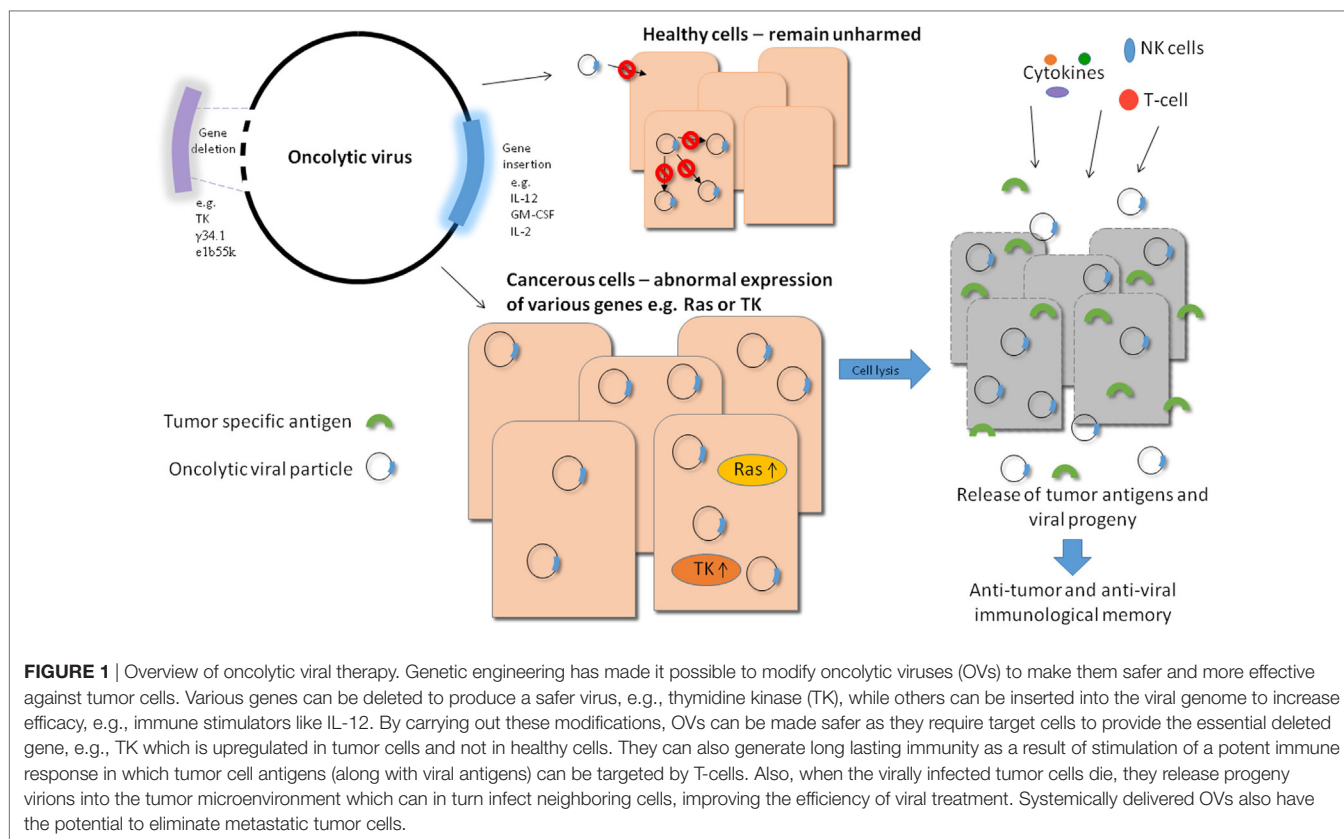 Healthy cells – remain unharmed
NK cells
Cytokines
T-cell
Gene
deletion
Oncolytic virus
Gene
insertion
e.g.
IL-12
GM-CSF
IL-2
e.g.
TK
γ34.1
e1b55k
Cancerous cells – abnormal expression
of various genes e.g. Ras or TK
Cell lysis
Tumor specific antigen
Oncolytic viral particle
Ras ↑
TK ↑
Release of tumor antigens and
viral progeny
Anti-tumor and anti-viral
immunological memory
FIGURE 1 | Overview of oncolytic viral therapy. Genetic engineering has made it possible to modify oncolytic viruses (OVs) to make them safer and more effective
against tumor cells. Various genes can be deleted to produce a safer virus, e.g., thymidine kinase (TK), while others can be inserted into the viral genome to increase
efficacy, e.g., immune stimulators like IL-12. By carrying out these modifications, OVs can be made safer as they require target cells to provide the essential deleted
gene, e.g., TK which is upregulated in tumor cells and not in healthy cells. They can also generate long lasting immunity as a result of stimulation of a potent immune
response in which tumor cell antigens (along with viral antigens) can be targeted by T-cells. Also, when the virally infected tumor cells die, they release progeny
virions into the tumor microenvironment which can in turn infect neighboring cells, improving the efficiency of viral treatment. Systemically delivered OVs also have
the potential to eliminate metastatic tumor cells.